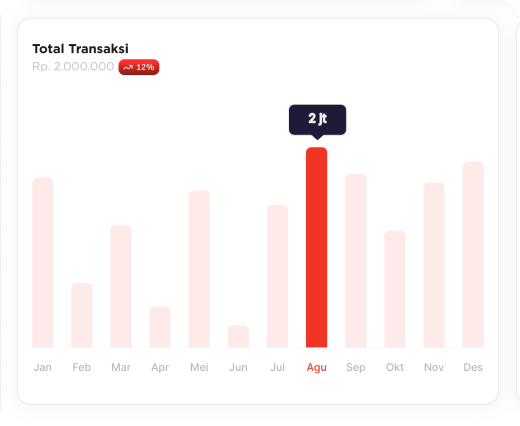 Total Transaksi
Rp. 2.000.000 12%
2 jt
Jan Feb Mar Apr Mei Jun Jul Agu Sep Okt Nov Des